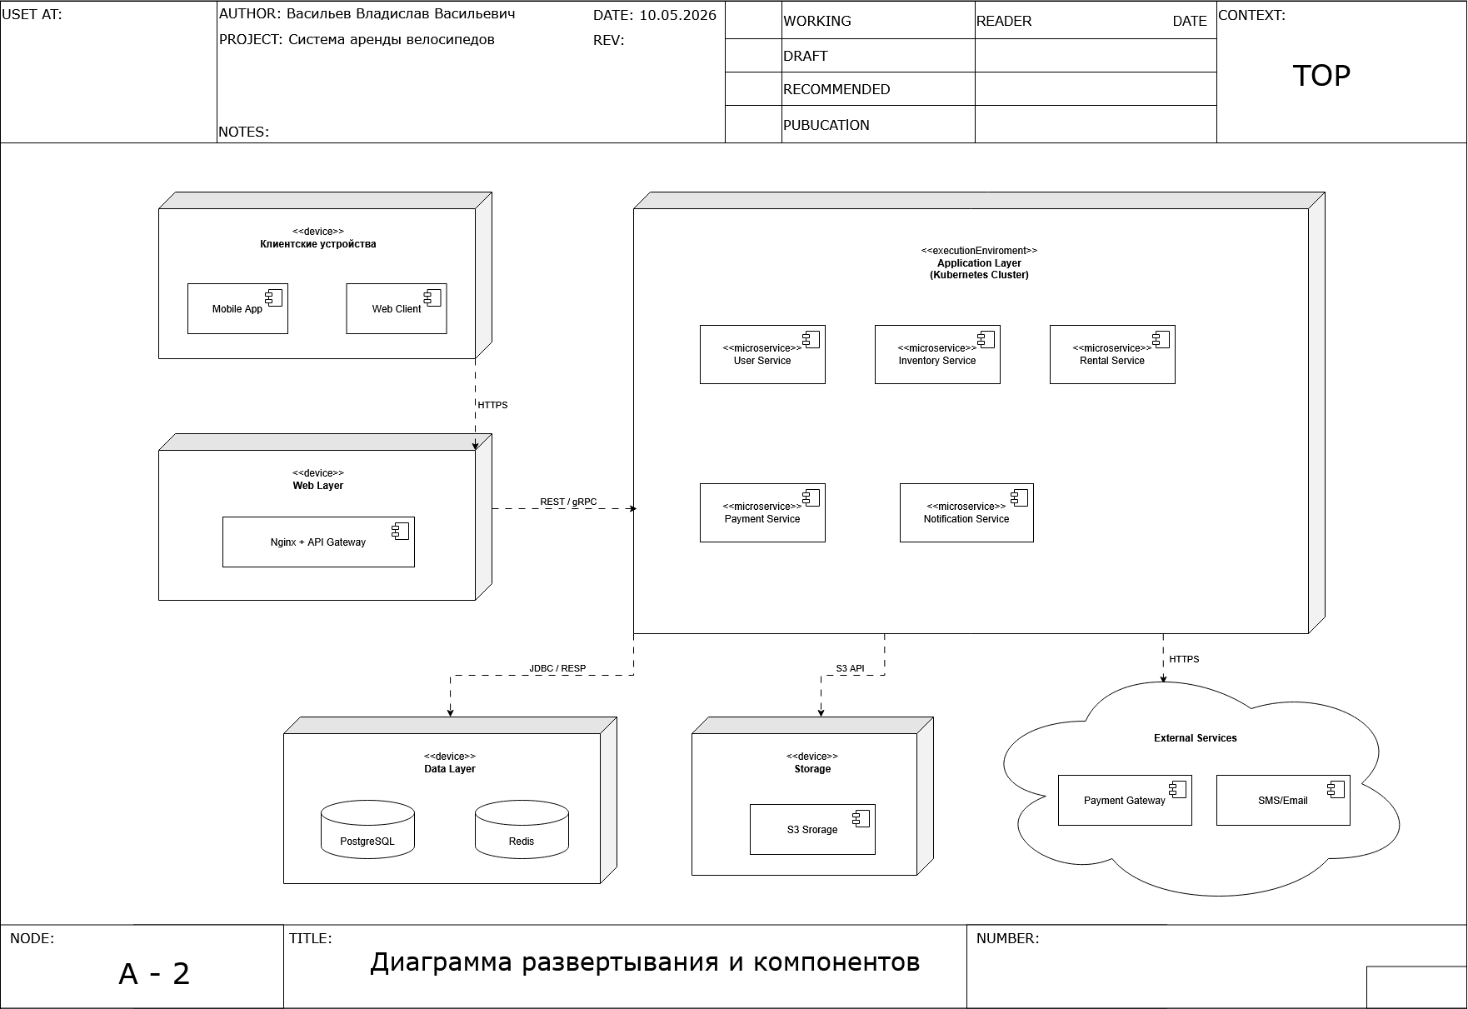 USET AT:
AUTHOR: Васильев Владислав Васильевич
DATE: 10.05.2026
PROJECT: Система аренды велосипедов
REV:
NOTES:
WORKING
DRAFT
RECOMMENDED
PUBUCATlON
READER
DATE
CONTEXT:
TOP
<<device>>
Клиентские устройства
Mobile App
Web Client
HTTPS
<<device>>
Web Layer
Nginx + API Gateway
REST / gRPC
<<executionEnviroment>>
Application Layer
(Kubernetes Cluster)
<<microservice>>
User Service
<<microservice>>
Inventory Service
<<microservice>>
Rental Service
<<microservice>>
Payment Service
<<microservice>>
Notification Service
JDBC / RESP
S3 API
HTTPS
<<device>>
Data Layer
PostgreSQL
Redis
<<device>>
Storage
S3 Srorage
External Services
Payment Gateway
SMS/Email
NODE:
A - 2
TITLE:
Диаграмма развертывания и компонентов
NUMBER: